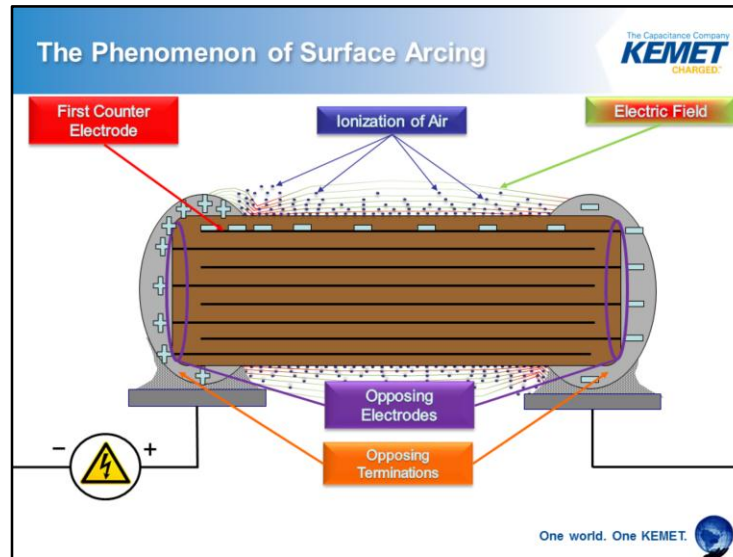 The Phenomenon of Surface Arcing
The Capacitance Company
KEMET
CHARGED.
First Counter
Electrode
Ionization of Air
Electric Field
Opposing
Electrodes
Opposing
Terminations
One world. One KEMET.